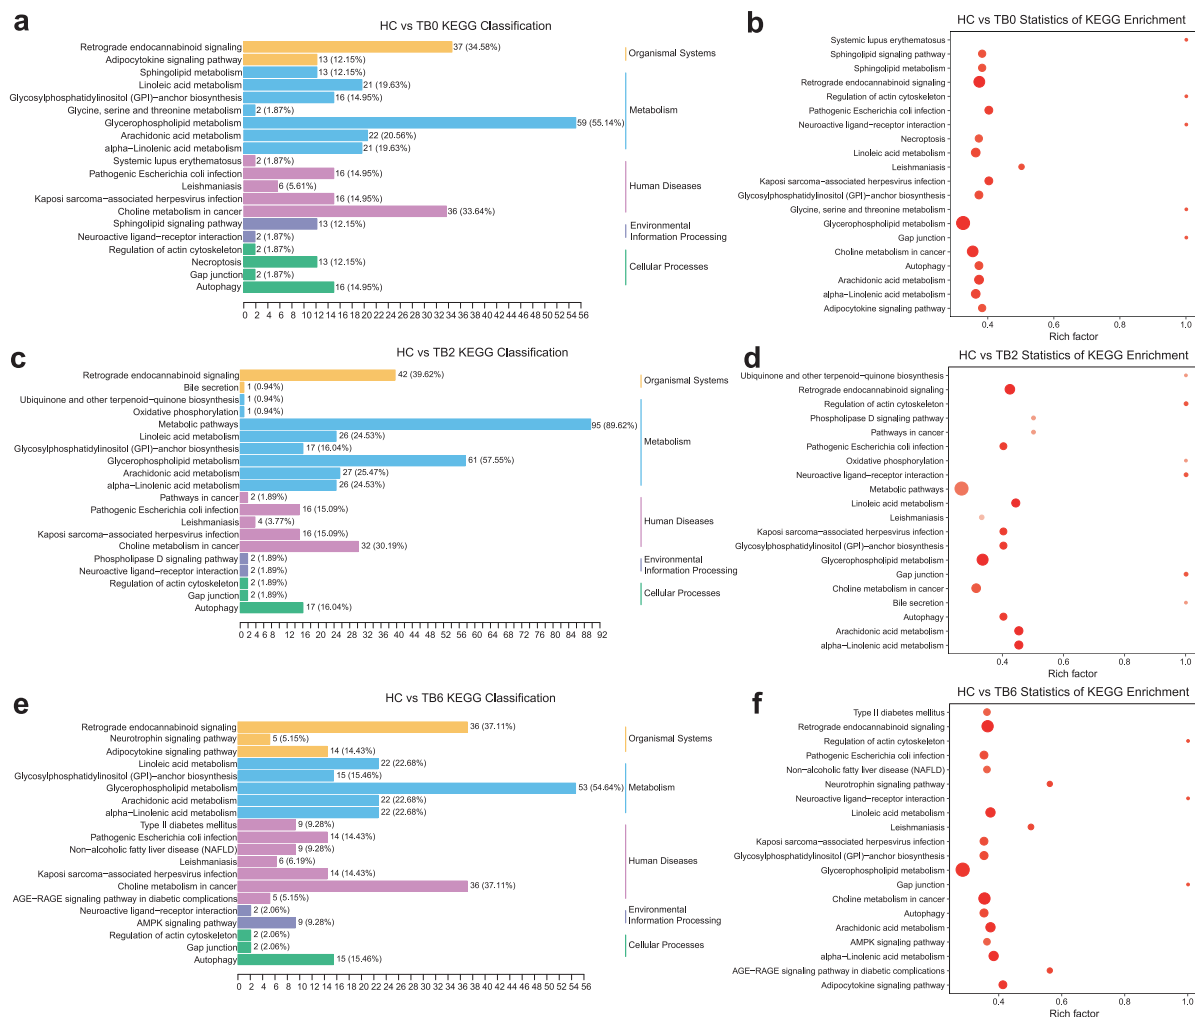 a
HC vs TB0 KEGG Classification
Retrograde endocannabinoid signaling 37 (34.58%)
Adipocytokine signaling pathway 13 (12.15%)
Sphingolipid metabolism 13 (12.15%)
Linoleic acid metabolism 21 (19.63%)
Glycosylphosphatidylinositol (GPI)−anchor biosynthesis 16 (14.95%)
Glycine, serine and threonine metabolism 2 (1.87%)
Glycerophospholipid metabolism 59 (55.14%)
Arachidonic acid metabolism 22 (20.56%)
alpha−Linolenic acid metabolism 21 (19.63%)
Systemic lupus erythematosus 2 (1.87%)
Pathogenic Escherichia coli infection 16 (14.95%)
Leishmaniasis 6 (5.61%)
Kaposi sarcoma−associated herpesvirus infection 16 (14.95%)
Choline metabolism in cancer 36 (33.64%)
Sphingolipid signaling pathway 13 (12.15%)
Neuroactive ligand−receptor interaction 2 (1.87%)
Regulation of actin cytoskeleton 2 (1.87%)
Necroptosis 13 (12.15%)
Gap junction 2 (1.87%)
Autophagy 16 (14.95%)
0 2 4 6 8 10 12 14 16 18 20 22 24 26 28 30 32 34 36 38 40 42 44 46 48 50 52 54 56
Organismal Systems
Metabolism
Human Diseases
Environmental
Information Processing
Cellular Processes
b
HC vs TB0 Statistics of KEGG Enrichment
Systemic lupus erythematosus
Sphingolipid signaling pathway
Sphingolipid metabolism
Retrograde endocannabinoid signaling
Regulation of actin cytoskeleton
Pathogenic Escherichia coli infection
Neuroactive ligand−receptor interaction
Necroptosis
Linoleic acid metabolism
Leishmaniasis
Kaposi sarcoma−associated herpesvirus infection
Glycosylphosphatidylinositol (GPI)−anchor biosynthesis
Glycine, serine and threonine metabolism
Glycerophospholipid metabolism
Gap junction
Choline metabolism in cancer
Autophagy
Arachidonic acid metabolism
alpha−Linolenic acid metabolism
Adipocytokine signaling pathway
0.4 0.6 0.8 1.0
Rich factor
c
HC vs TB2 KEGG Classification
Retrograde endocannabinoid signaling 42 (39.62%)
Bile secretion 1 (0.94%)
Ubiquinone and other terpenoid−quinone biosynthesis 1 (0.94%)
Oxidative phosphorylation 1 (0.94%)
Metabolic pathways 95 (89.62%)
Linoleic acid metabolism 26 (24.53%)
Glycosylphosphatidylinositol (GPI)−anchor biosynthesis 17 (16.04%)
Glycerophospholipid metabolism 61 (57.55%)
Arachidonic acid metabolism 27 (25.47%)
alpha−Linolenic acid metabolism 26 (24.53%)
Pathways in cancer 2 (1.89%)
Pathogenic Escherichia coli infection 16 (15.09%)
Leishmaniasis 4 (3.77%)
Kaposi sarcoma−associated herpesvirus infection 16 (15.09%)
Choline metabolism in cancer 32 (30.19%)
Phospholipase D signaling pathway 2 (1.89%)
Neuroactive ligand−receptor interaction 2 (1.89%)
Regulation of actin cytoskeleton 2 (1.89%)
Gap junction 2 (1.89%)
Autophagy 17 (16.04%)
0 2 4 6 8 12 16 20 24 28 32 36 40 44 48 52 56 60 64 68 72 76 80 84 88 92
Organismal Systems
Metabolism
Human Diseases
Environmental
Information Processing
Cellular Processes
d
HC vs TB2 Statistics of KEGG Enrichment
Ubiquinone and other terpenoid−quinone biosynthesis
Retrograde endocannabinoid signaling
Regulation of actin cytoskeleton
Phospholipase D signaling pathway
Pathways in cancer
Pathogenic Escherichia coli infection
Oxidative phosphorylation
Neuroactive ligand−receptor interaction
Metabolic pathways
Linoleic acid metabolism
Leishmaniasis
Kaposi sarcoma−associated herpesvirus infection
Glycosylphosphatidylinositol (GPI)−anchor biosynthesis
Glycerophospholipid metabolism
Gap junction
Choline metabolism in cancer
Bile secretion
Autophagy
Arachidonic acid metabolism
alpha−Linolenic acid metabolism
0.4 0.6 0.8 1.0
Rich factor
e
HC vs TB6 KEGG Classification
Retrograde endocannabinoid signaling 36 (37.11%)
Neurotrophin signaling pathway 5 (5.15%)
Adipocytokine signaling pathway 14 (14.43%)
Linoleic acid metabolism 22 (22.68%)
Glycosylphosphatidylinositol (GPI)−anchor biosynthesis 15 (15.46%)
Glycerophospholipid metabolism 53 (54.64%)
Arachidonic acid metabolism 22 (22.68%)
alpha−Linolenic acid metabolism 22 (22.68%)
Type II diabetes mellitus 9 (9.28%)
Pathogenic Escherichia coli infection 14 (14.43%)
Non−alcoholic fatty liver disease (NAFLD) 9 (9.28%)
Leishmaniasis 6 (6.19%)
Kaposi sarcoma−associated herpesvirus infection 14 (14.43%)
Choline metabolism in cancer 36 (37.11%)
AGE−RAGE signaling pathway in diabetic complications 5 (5.15%)
Neuroactive ligand−receptor interaction 2 (2.06%)
AMPK signaling pathway 9 (9.28%)
Regulation of actin cytoskeleton 2 (2.06%)
Gap junction 2 (2.06%)
Autophagy 15 (15.46%)
0 2 4 6 8 10 12 14 16 18 20 22 24 26 28 30 32 34 36 38 40 42 44 46 48 50 52 54 56
Organismal Systems
Metabolism
Human Diseases
Environmental
Information Processing
Cellular Processes
f
HC vs TB6 Statistics of KEGG Enrichment
Type II diabetes mellitus
Retrograde endocannabinoid signaling
Regulation of actin cytoskeleton
Pathogenic Escherichia coli infection
Non−alcoholic fatty liver disease (NAFLD)
Neurotrophin signaling pathway
Neuroactive ligand−receptor interaction
Linoleic acid metabolism
Leishmaniasis
Kaposi sarcoma−associated herpesvirus infection
Glycosylphosphatidylinositol (GPI)−anchor biosynthesis
Glycerophospholipid metabolism
Gap junction
Choline metabolism in cancer
Autophagy
Arachidonic acid metabolism
AMPK signaling pathway
alpha−Linolenic acid metabolism
AGE−RAGE signaling pathway in diabetic complications
Adipocytokine signaling pathway
0.4 0.6 0.8 1.0
Rich factor